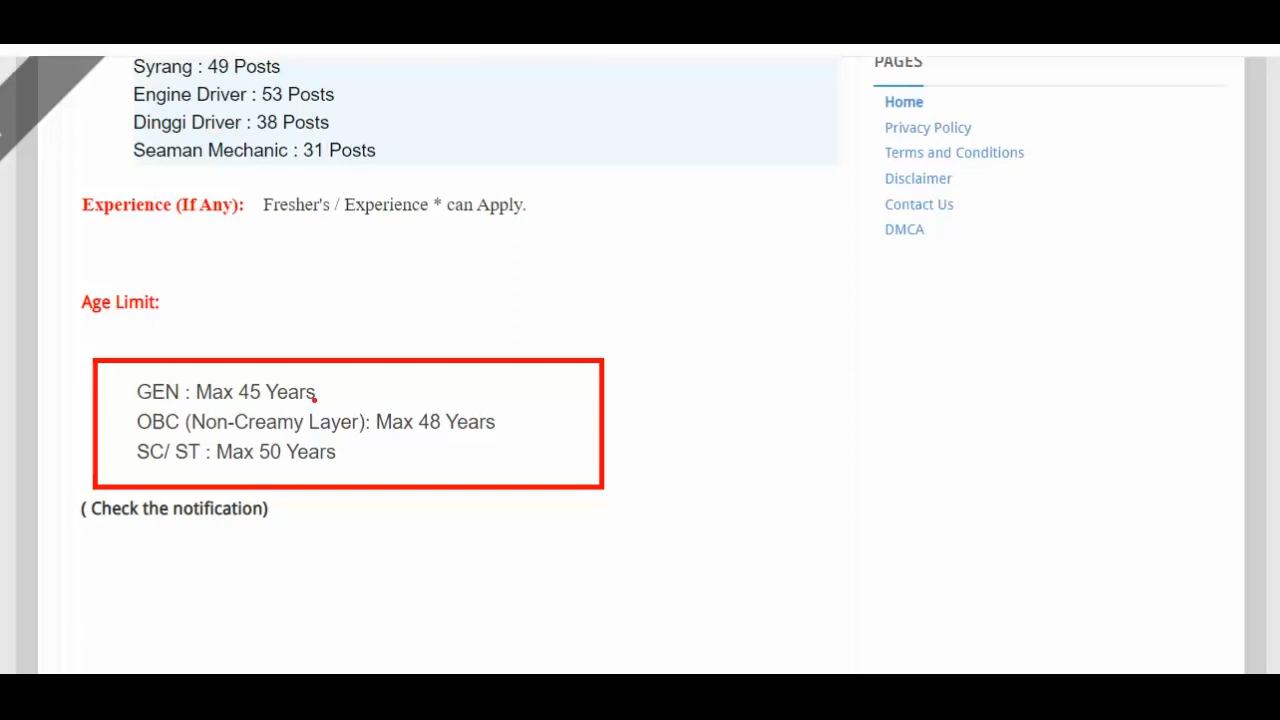 Syrang : 49 Posts
Engine Driver : 53 Posts
Dinggi Driver : 38 Posts
Seaman Mechanic : 31 Posts
Experience (If Any): Fresher's / Experience * can Apply.
Age Limit:
GEN : Max 45 Years
OBC (Non-Creamy Layer): Max 48 Years
SC/ ST : Max 50 Years
( Check the notification)
PAGES
Home
Privacy Policy
Terms and Conditions
Disclaimer
Contact Us
DMCA